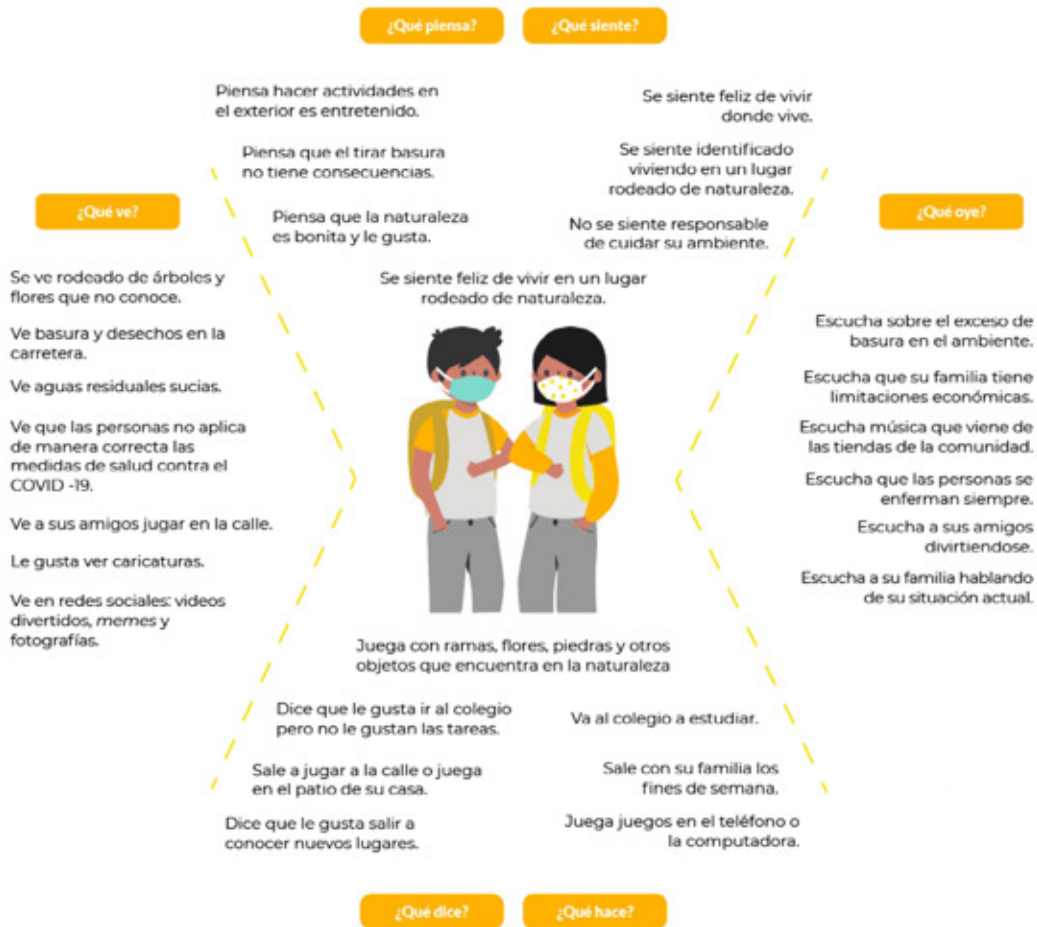 ¿Qué piensa?
¿Qué siente?
Piensa hacer actividades en
el exterior es entretenido.
Piensa que el tirar basura
no tiene consecuencias.
Piensa que la naturaleza
es bonita y le gusta.
Se siente feliz de vivir
donde vive.
Se siente identificado
viviendo en un lugar
rodeado de naturaleza.
No se siente responsable
de cuidar su ambiente.
Se siente feliz de vivir en un lugar
rodeado de naturaleza.
¿Qué ve?
Se ve rodeado de árboles y
flores que no conoce.
Ve basura y desechos en la
carretera.
Ve aguas residuales sucias.
Ve que las personas no aplica
de manera correcta las
medidas de salud contra el
COVID -19.
Ve a sus amigos jugar en la calle.
Le gusta ver caricaturas.
Ve en redes sociales: videos
divertidos, memes y
fotografías.
¿Qué oye?
Escucha sobre el exceso de
basura en el ambiente.
Escucha que su familia tiene
limitaciones económicas.
Escucha música que viene de
las tiendas de la comunidad.
Escucha que las personas se
enferman siempre.
Escucha a sus amigos
divirtiendose.
Escucha a su familia hablando
de su situación actual.
Juega con ramas, flores, piedras y otros
objetos que encuentra en la naturaleza
Dice que le gusta ir al colegio
pero no le gustan las tareas.
Sale a jugar a la calle o juega
en el patio de su casa.
Dice que le gusta salir a
conocer nuevos lugares.
Va al colegio a estudiar.
Sale con su familia los
fines de semana.
Juega juegos en el teléfono o
la computadora.
¿Qué dice?
¿Qué hace?